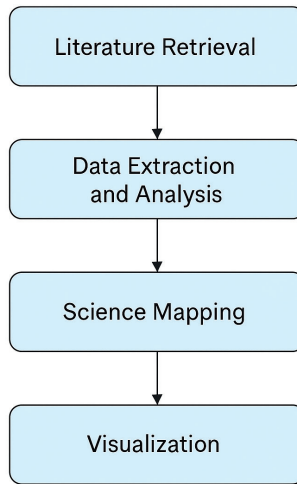 Literature Retrieval
Data Extraction
and Analysis
Science Mapping
Visualization